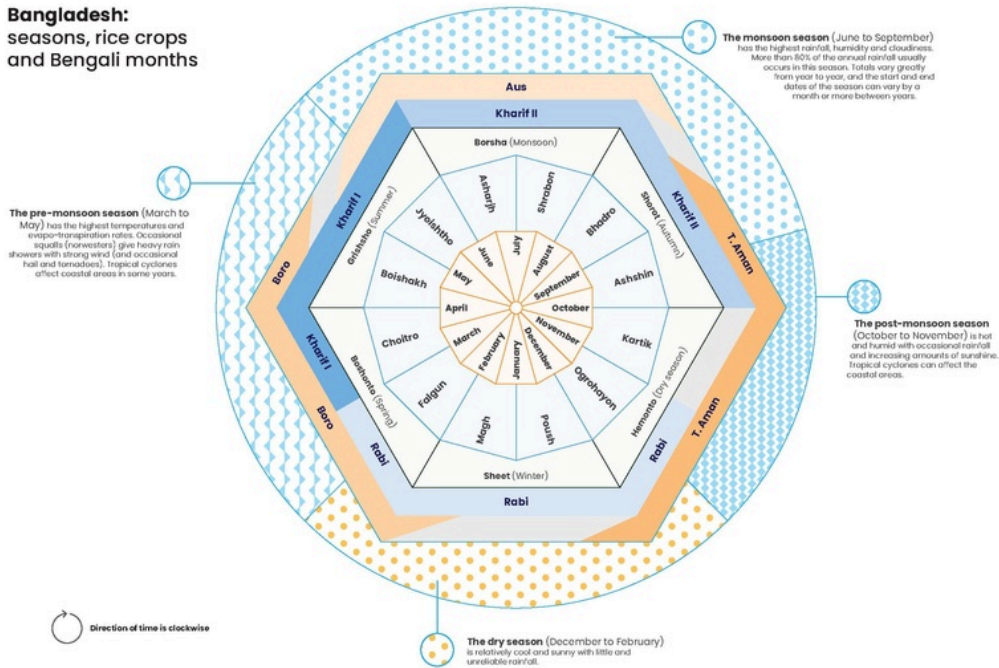 Bangladesh:
seasons, rice crops
and Bengali months
The monsoon season (June to September)
has the highest rainfall, humidity and cloudiness.
More than 80% of the annual rainfall usually
occurs in this season. Totals vary greatly
from year to year, and the start and end
dates of the season can vary by a
month or more between years.
The pre-monsoon season (March to
May) has the highest temperatures and
evapo-transpiration rates. Occasional
squalls (norwesters) give heavy rain
showers with strong wind (and occasional
hail and tornadoes). Tropical cyclones
affect coastal areas in some years.
Aus
Kharif II
Borsha (Monsoon)
Kharif I
Grishsho (Summer)
Boro
Shorot (Autumn)
Kharif II
T. Aman
Asharjh
Shrabon
Jyoishtho
Bhadro
Boishakh
Ashshin
Choitro
Kartik
Falgun
Ogrohayon
Magh
Poush
June
July
August
May
September
April
October
March
November
February
January
December
Kharif I
Boshonto (Spring)
Boro
Rabi
Hemonto (Dry season)
Rabi
T. Aman
Sheet (Winter)
Rabi
The post-monsoon season
(October to November) is hot
and humid with occasional rainfall
and increasing amounts of sunshine.
Tropical cyclones can affect the
coastal areas.
Direction of time is clockwise
The dry season (December to February)
is relatively cool and sunny with little and
unreliable rainfall.